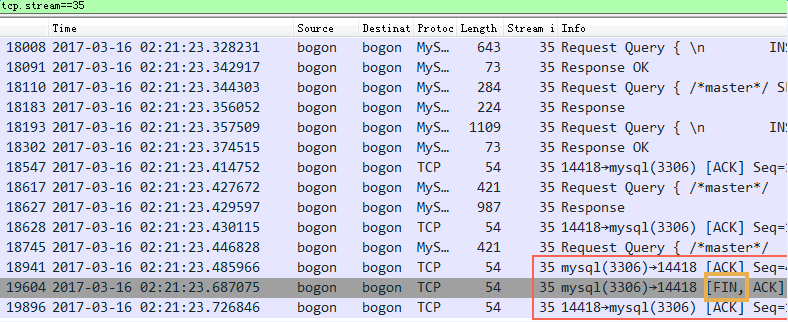 tcp.stream==35
Time Source Destinat Protoc Length Stream i Info
18008 2017-03-16 02:21:23.328231 bogon bogon MyS… 643 35 Request Query { \n INS
18091 2017-03-16 02:21:23.342917 bogon bogon MyS… 73 35 Response OK
18110 2017-03-16 02:21:23.344303 bogon bogon MyS… 284 35 Request Query { /*master*/ SE
18183 2017-03-16 02:21:23.356052 bogon bogon MyS… 224 35 Response
18193 2017-03-16 02:21:23.357509 bogon bogon MyS… 1109 35 Request Query { \n INS
18302 2017-03-16 02:21:23.374515 bogon bogon MyS… 73 35 Response OK
18547 2017-03-16 02:21:23.414752 bogon bogon TCP 54 35 14418→mysql(3306) [ACK] Seq=
18617 2017-03-16 02:21:23.427672 bogon bogon MyS… 421 35 Request Query { /*master*/
18627 2017-03-16 02:21:23.429597 bogon bogon MyS… 987 35 Response
18628 2017-03-16 02:21:23.430115 bogon bogon TCP 54 35 14418→mysql(3306) [ACK] Seq=
18745 2017-03-16 02:21:23.446828 bogon bogon MyS… 421 35 Request Query { /*master*/
18941 2017-03-16 02:21:23.485966 bogon bogon TCP 54 35 mysql(3306)→14418 [ACK] Seq=
19604 2017-03-16 02:21:23.687075 bogon bogon TCP 54 35 mysql(3306)→14418 [FIN, ACK]
19896 2017-03-16 02:21:23.726846 bogon bogon TCP 54 35 14418→mysql(3306) [ACK] Seq=